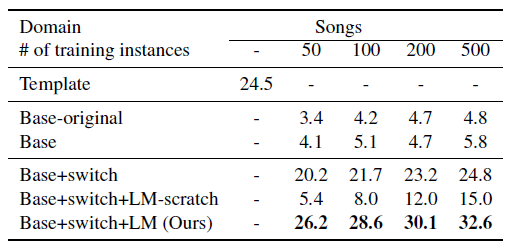 Domain Songs
# of training instances - 50 100 200 500
Template 24.5 - - - -
Base-original - 3.4 4.2 4.7 4.8
Base - 4.1 5.1 4.7 5.8
Base+switch - 20.2 21.7 23.2 24.8
Base+switch+LM-scratch - 5.4 8.0 12.0 15.0
Base+switch+LM (Ours) - 26.2 28.6 30.1 32.6